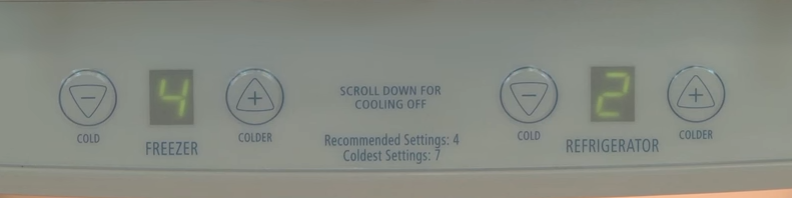 4
2
SCROLL DOWN FOR
COOLING OFF
COLD
COLDER
COLD
COLDER
FREEZER
Recommended Settings: 4
Coldest Settings: 7
REFRIGERATOR